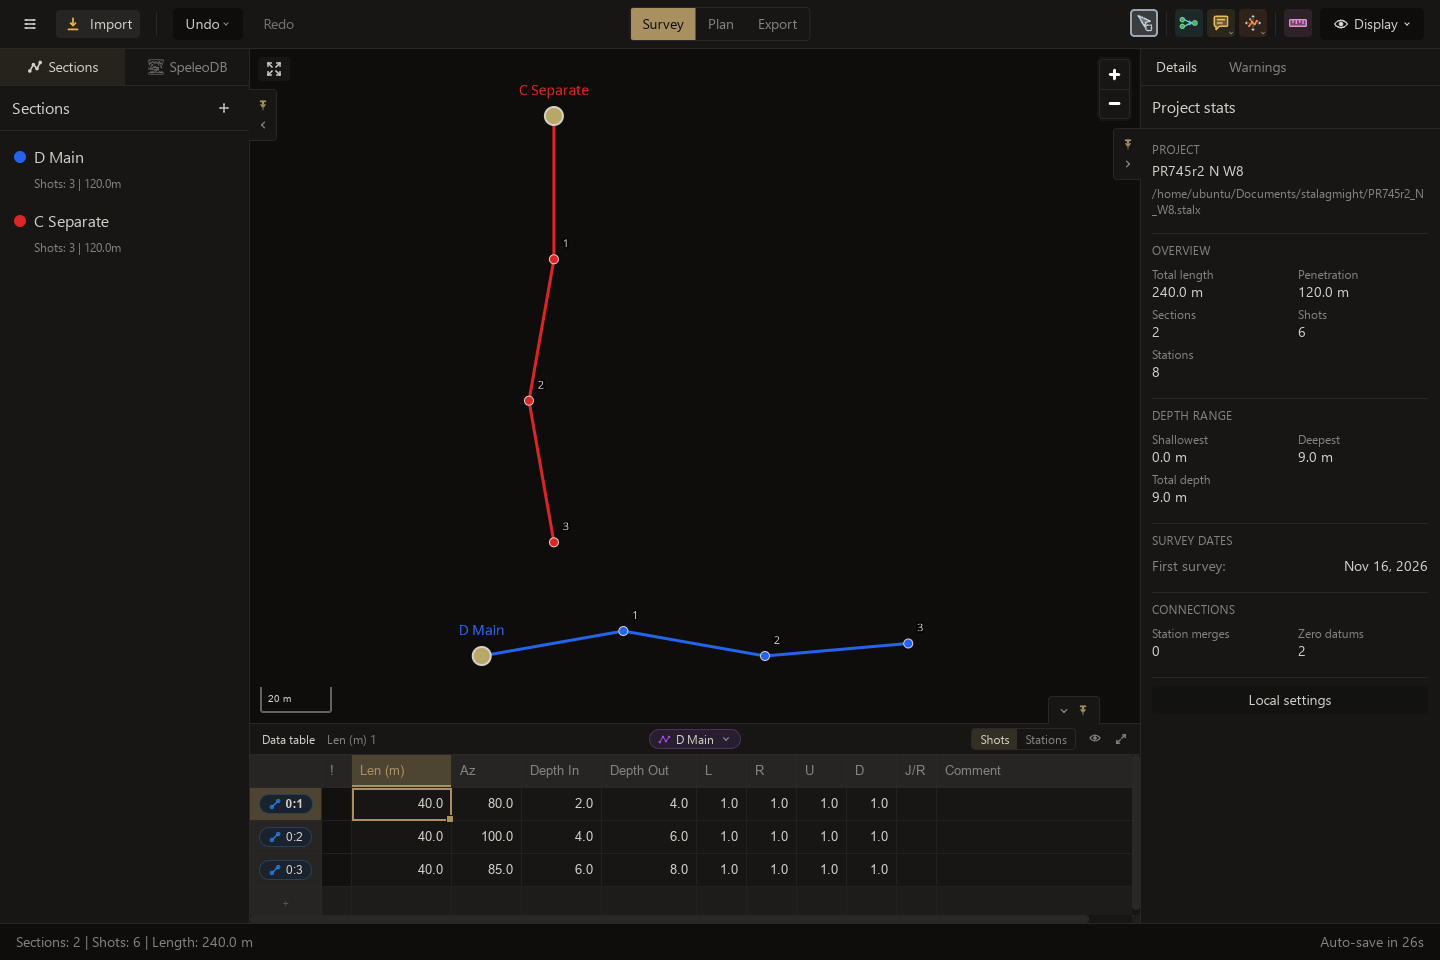 Import
Undo
Redo
Survey
Plan
Export
Display
Sections
SpeleoDB
Sections
D Main
Shots: 3 | 120.0m
C Separate
Shots: 3 | 120.0m
C Separate
1
2
3
D Main
1
2
3
20 m
Details
Warnings
Project stats
PROJECT
PR745r2 N W8
/home/ubuntu/Documents/stalagmight/PR745r2_N
_W8.stalx
OVERVIEW
Total length Penetration
240.0 m 120.0 m
Sections Shots
2 6
Stations
8
DEPTH RANGE
Shallowest Deepest
0.0 m 9.0 m
Total depth
9.0 m
SURVEY DATES
First survey: Nov 16, 2026
CONNECTIONS
Station merges Zero datums
0 2
Local settings
Data table Len (m) 1 D Main Shots Stations
! Len (m) Az Depth In Depth Out L R U D J/R Comment
0:1 40.0 80.0 2.0 4.0 1.0 1.0 1.0 1.0
0:2 40.0 100.0 4.0 6.0 1.0 1.0 1.0 1.0
0:3 40.0 85.0 6.0 8.0 1.0 1.0 1.0 1.0
+
Sections: 2 | Shots: 6 | Length: 240.0 m
Auto-save in 26s